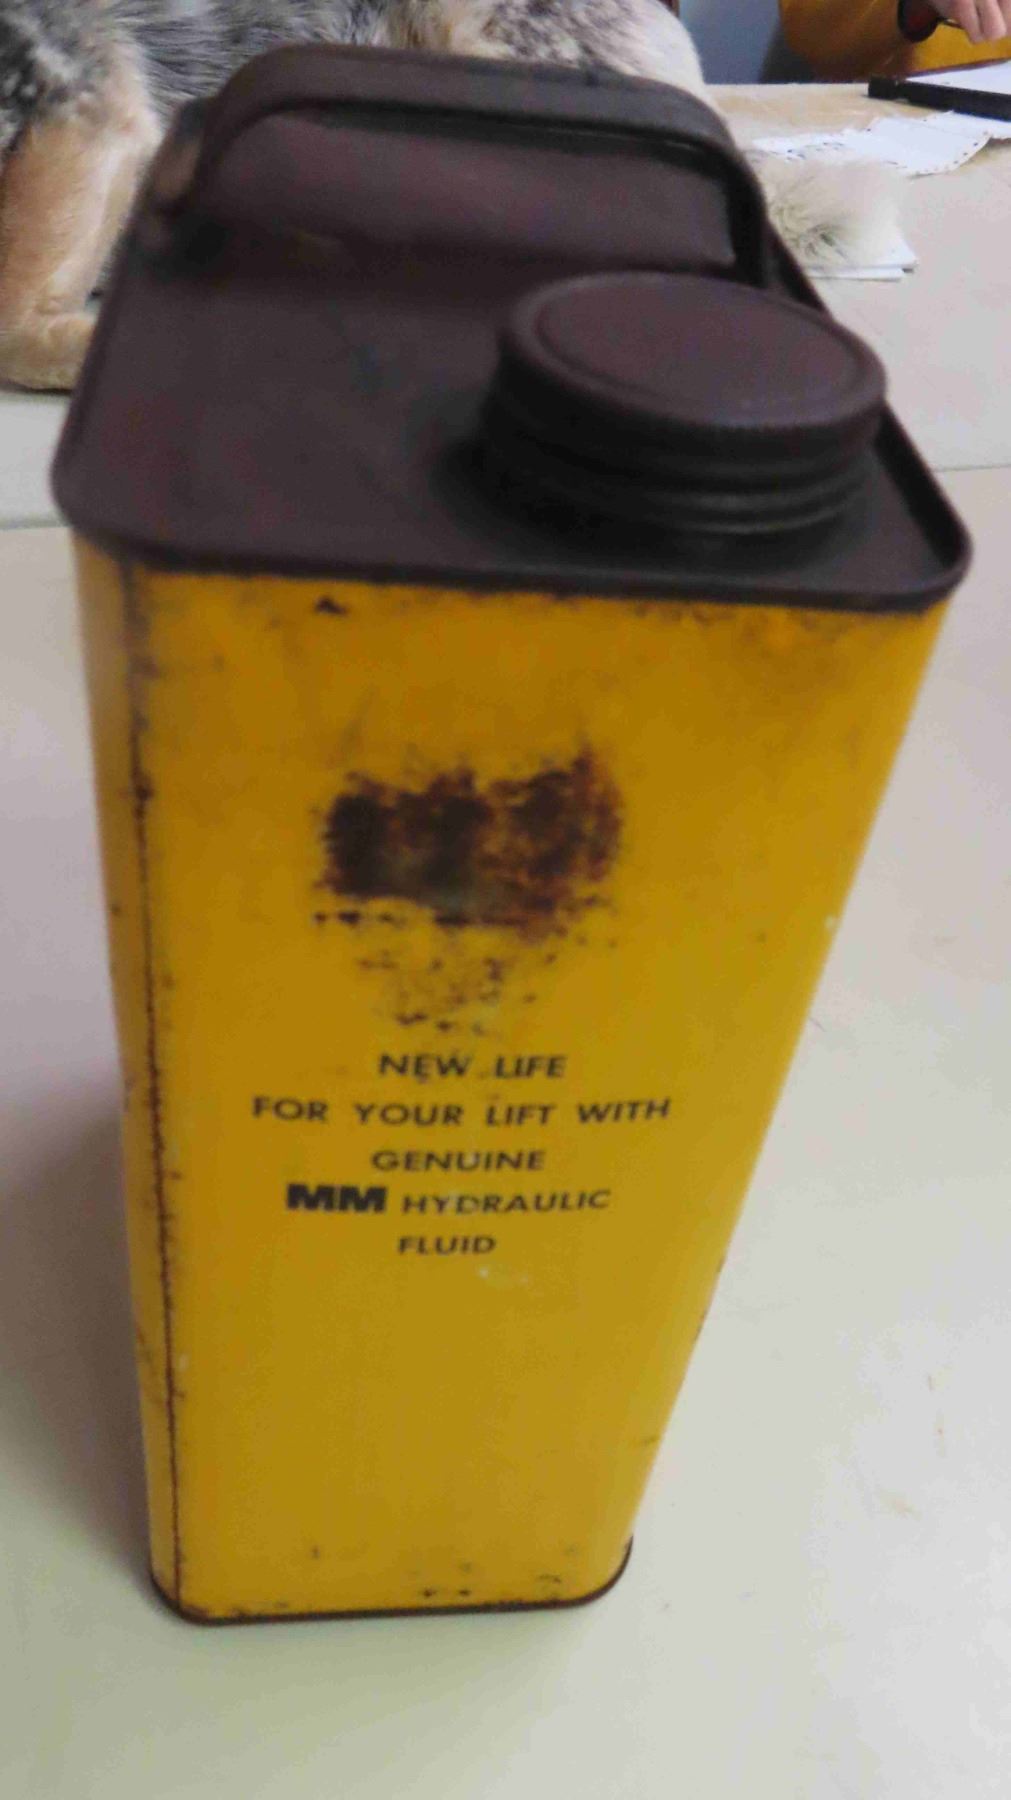 NEW LIFE
FOR YOUR LIFT WITH
GENUINE
MM HYDRAULIC
FLUID